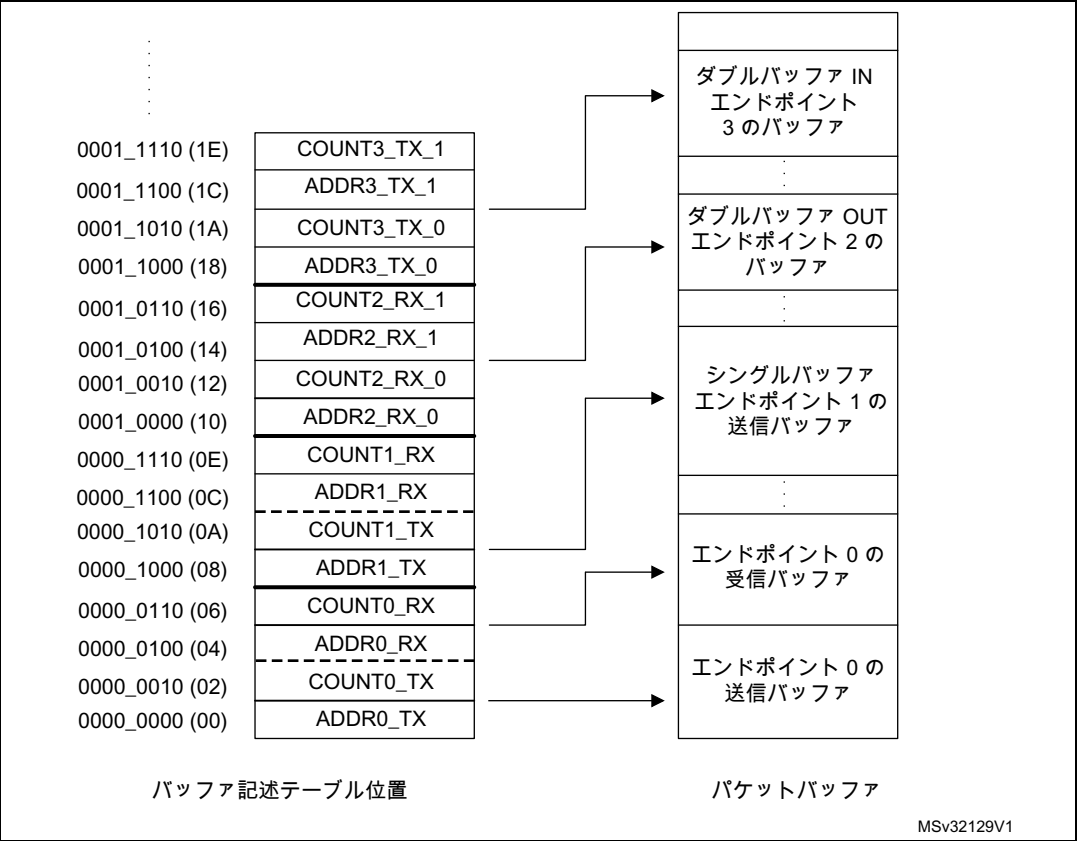 ダブルバッファ IN
エンドポイント
3 のバッファ
0001_1110 (1E) COUNT3_TX_1
0001_1100 (1C) ADDR3_TX_1
0001_1010 (1A) COUNT3_TX_0
0001_1000 (18) ADDR3_TX_0
0001_0110 (16) COUNT2_RX_1
0001_0100 (14) ADDR2_RX_1
0001_0010 (12) COUNT2_RX_0
0001_0000 (10) ADDR2_RX_0
0000_1110 (0E) COUNT1_RX
0000_1100 (0C) ADDR1_RX
0000_1010 (0A) COUNT1_TX
0000_1000 (08) ADDR1_TX
0000_0110 (06) COUNT0_RX
0000_0100 (04) ADDR0_RX
0000_0010 (02) COUNT0_TX
0000_0000 (00) ADDR0_TX
ダブルバッファ OUT
エンドポイント 2 の
バッファ
シングルバッファ
エンドポイント 1 の
送信バッファ
エンドポイント 0 の
受信バッファ
エンドポイント 0 の
送信バッファ
バッファ記述テーブル位置
パケットバッファ
MSv32129V1